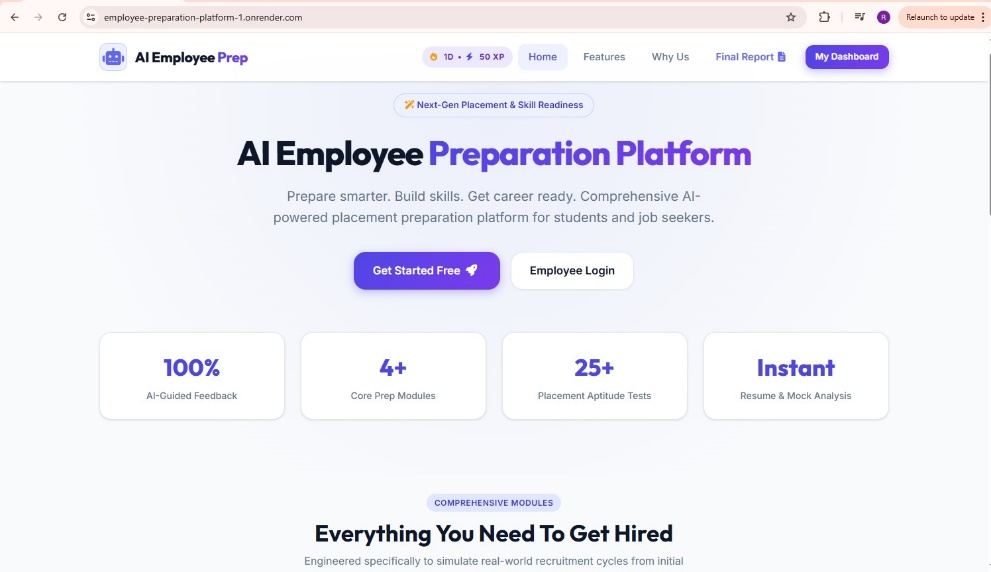 employee-preparation-platform-1.onrender.com
R
Relaunch to update
AI Employee Prep
1D • 50 XP
Home
Features
Why Us
Final Report
My Dashboard
Next-Gen Placement & Skill Readiness
AI Employee Preparation Platform
Prepare smarter. Build skills. Get career ready. Comprehensive AI-
powered placement preparation platform for students and job seekers.
Get Started Free
Employee Login
100%
AI-Guided Feedback
4+
Core Prep Modules
25+
Placement Aptitude Tests
Instant
Resume & Mock Analysis
COMPREHENSIVE MODULES
Everything You Need To Get Hired
Engineered specifically to simulate real-world recruitment cycles from initial